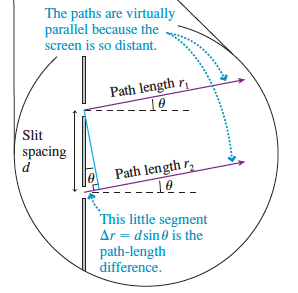 The paths are virtually
parallel because the
screen is so distant.
Path length r₁
θ
Slit
spacing
d
Path length r₂
θ
θ
This little segment
Δr = d sin θ is the
path-length
difference.